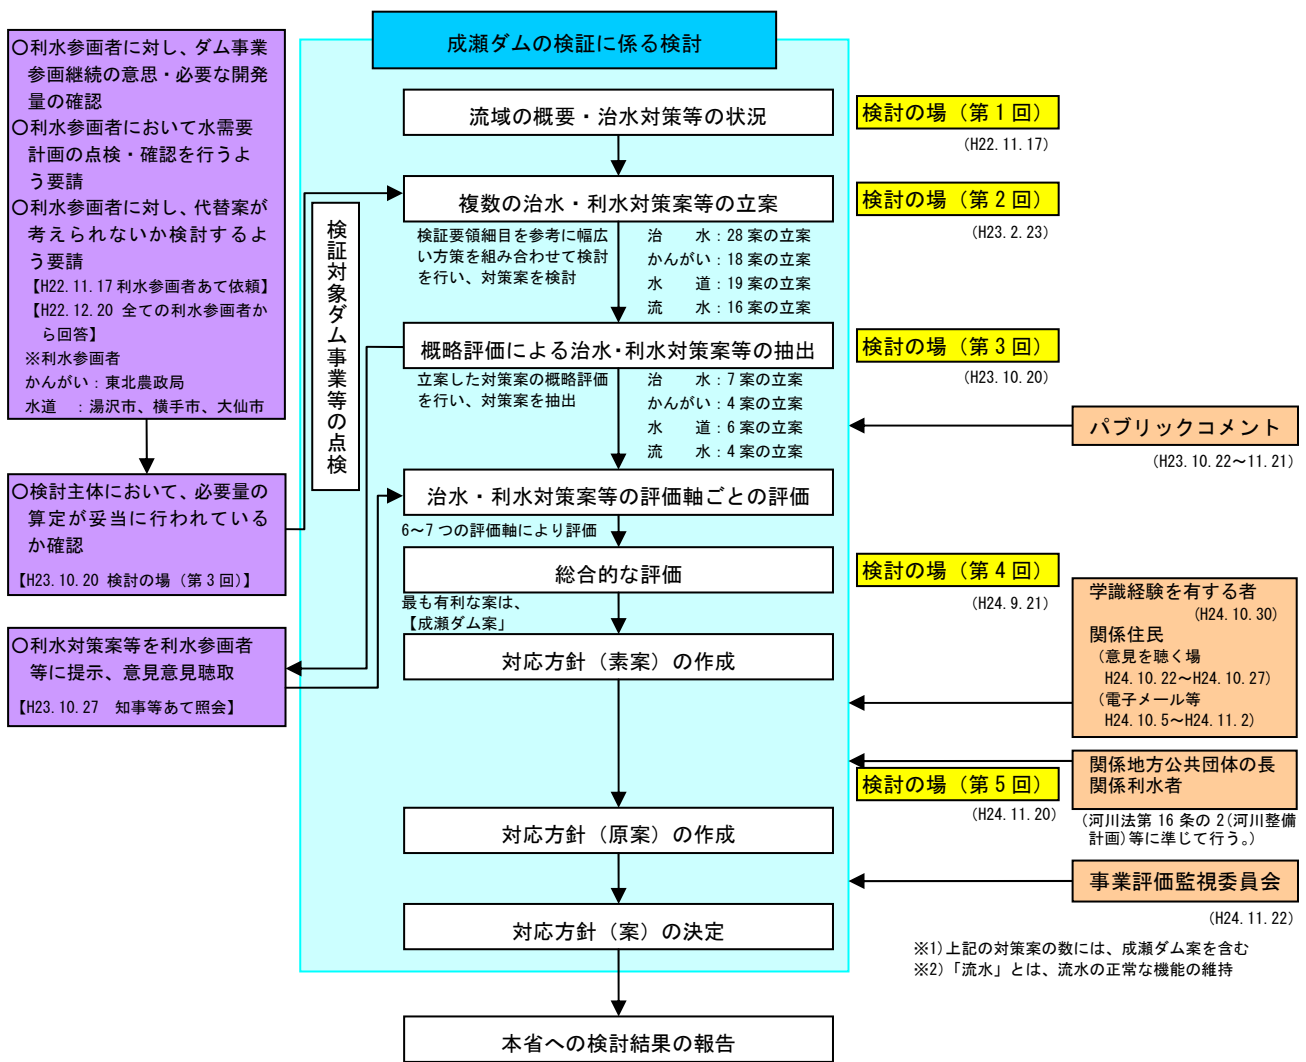 成瀬ダムの検証に係る検討
〇利水参画者に対し、ダム事業
参画継続の意思・必要な開発
量の確認
〇利水参画者において水需要
計画の点検・確認を行うよ
う要請
〇利水参画者に対し、代替案が
考えられないか検討するよ
う要請
【H22.11.17 利水参画者あて依頼】
【H22.12.20 全ての利水参画者か
ら回答】
※利水参画者
かんがい：東北農政局
水道　：湯沢市、横手市、大仙市
〇検討主体において、必要量の
算定が妥当に行われている
か確認
【H23.10.20 検討の場（第３回）】
〇利水対策案等を利水参画者
等に提示、意見意見聴取
【H23.10.27　知事等あて照会】
検証対象ダム事業等の点検
流域の概要・治水対策等の状況
複数の治水・利水対策案等の立案
検証要領細目を参考に幅広
い方策を組み合わせて検討
を行い、対策案を検討
治　　水：28 案の立案
かんがい：18 案の立案
水　　道：19 案の立案
流　　水：16 案の立案
概略評価による治水・利水対策案等の抽出
立案した対策案の概略評価
を行い、対策案を抽出
治　　水：7 案の立案
かんがい：4 案の立案
水　　道：6 案の立案
流　　水：4 案の立案
治水・利水対策案等の評価軸ごとの評価
6～7 つの評価軸により評価
総合的な評価
最も有利な案は、
【成瀬ダム案】
対応方針（素案）の作成
対応方針（原案）の作成
対応方針（案）の決定
本省への検討結果の報告
検討の場（第１回）
(H22.11.17)
検討の場（第２回）
(H23.2.23)
検討の場（第３回）
(H23.10.20)
パブリックコメント
(H23.10.22～11.21)
検討の場（第４回）
(H24.9.21)
学識経験を有する者
(H24.10.30)
関係住民
（意見を聴く場
H24.10.22～H24.10.27)
（電子メール等
H24.10.5～H24.11.2)
検討の場（第５回）
(H24.11.20)
関係地方公共団体の長
関係利水者
(河川法第 16 条の 2(河川整備
計画)等に準じて行う。)
事業評価監視委員会
(H24.11.22)
※1)上記の対策案の数には、成瀬ダム案を含む
※2)「流水」とは、流水の正常な機能の維持